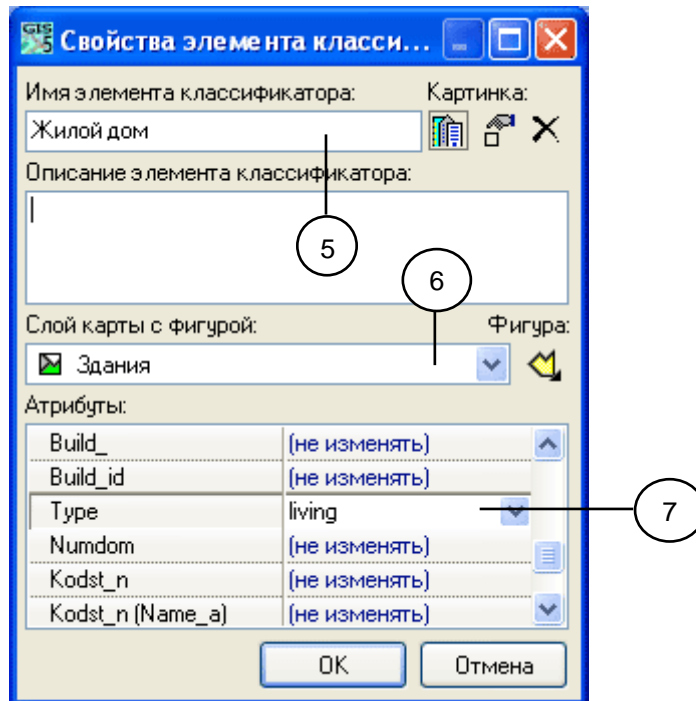 GIS 5 Свойства элемента класси...
Имя элемента классификатора: Картинка:
Жилой дом
Описание элемента классификатора:
5
6
Слой карты с фигурой: Фигура:
Здания
Атрибуты:
Build_ (не изменять)
Build_id (не изменять)
Type living
7
Numdom (не изменять)
Kodst_n (не изменять)
Kodst_n (Name_a) (не изменять)
OK Отмена